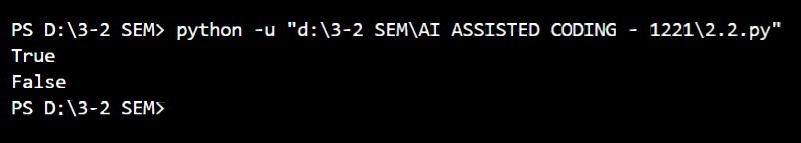 PS D:\3-2 SEM> python -u "d:\3-2 SEM\AI ASSISTED CODING - 1221\2.2.py"
True
False
PS D:\3-2 SEM>